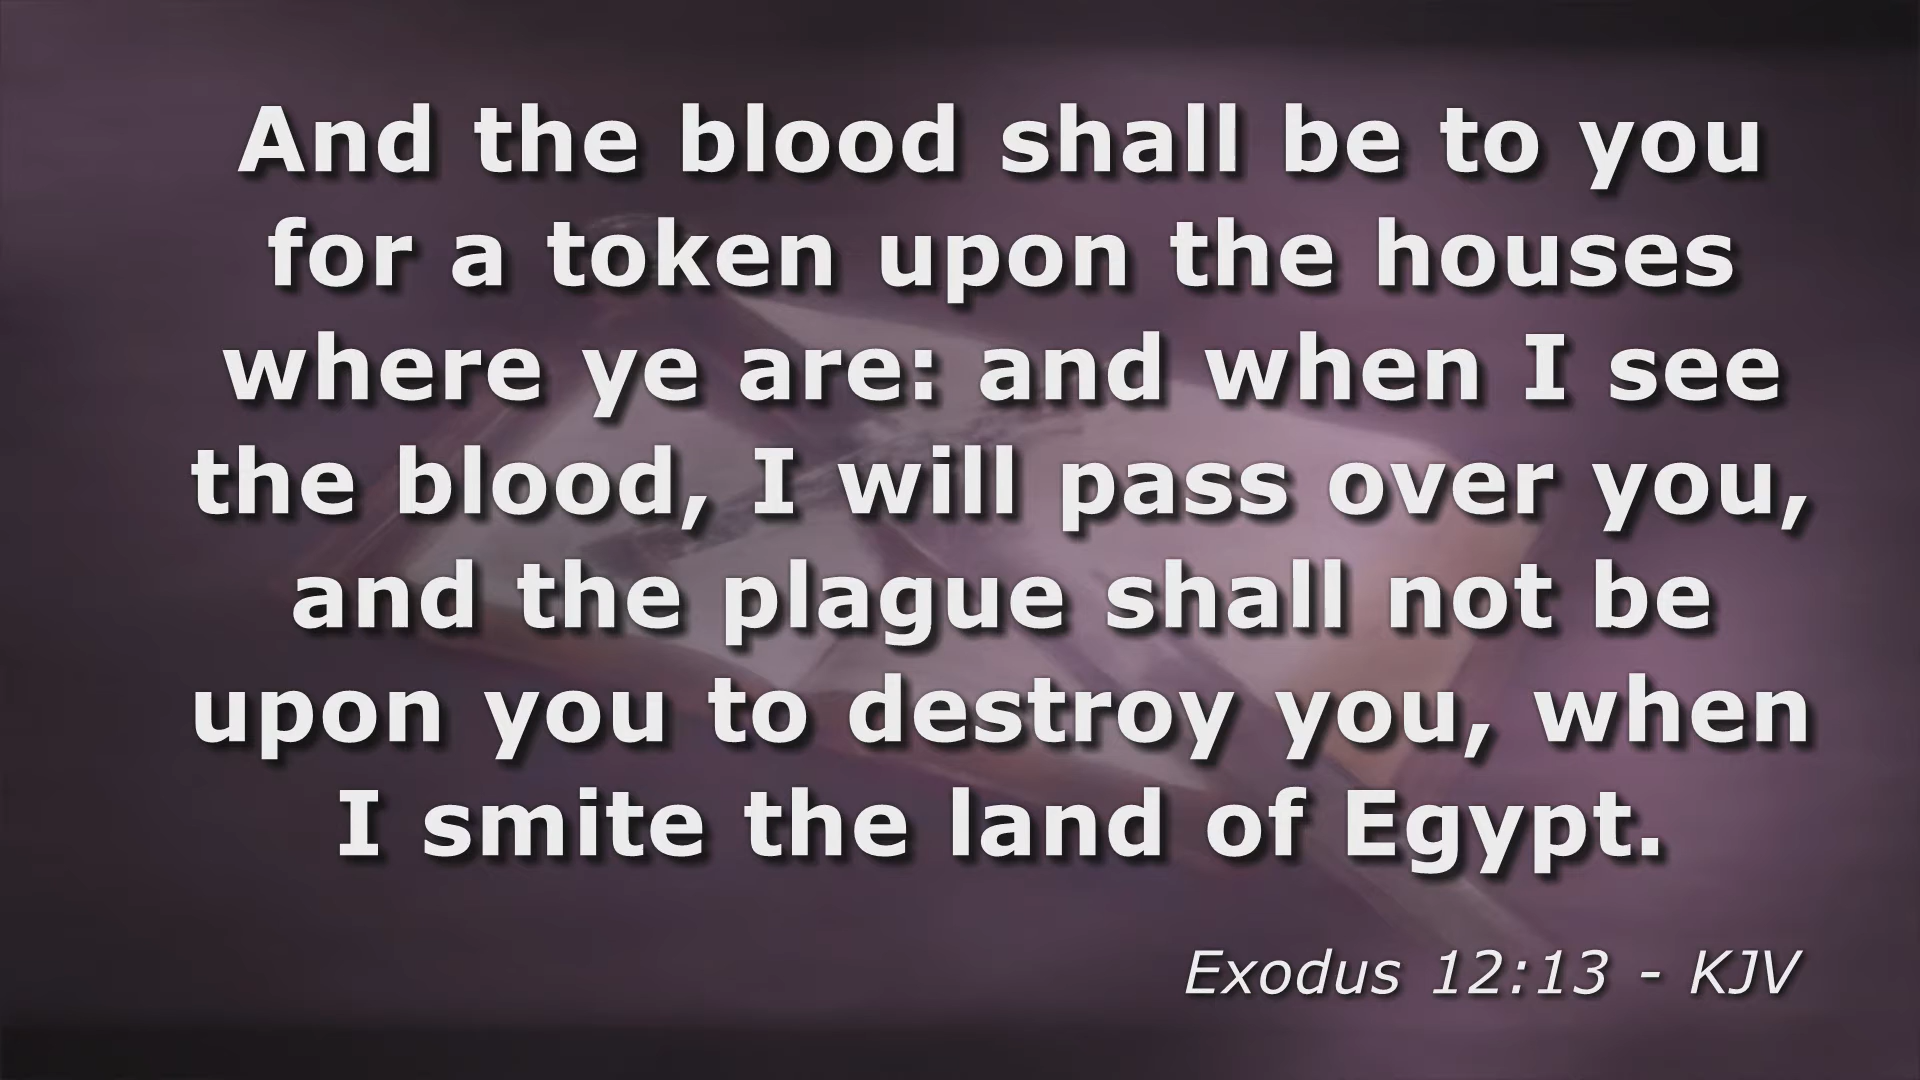 And the blood shall be to you
for a token upon the houses
where ye are: and when I see
the blood, I will pass over you,
and the plague shall not be
upon you to destroy you, when
I smite the land of Egypt.
Exodus 12:13 - KJV